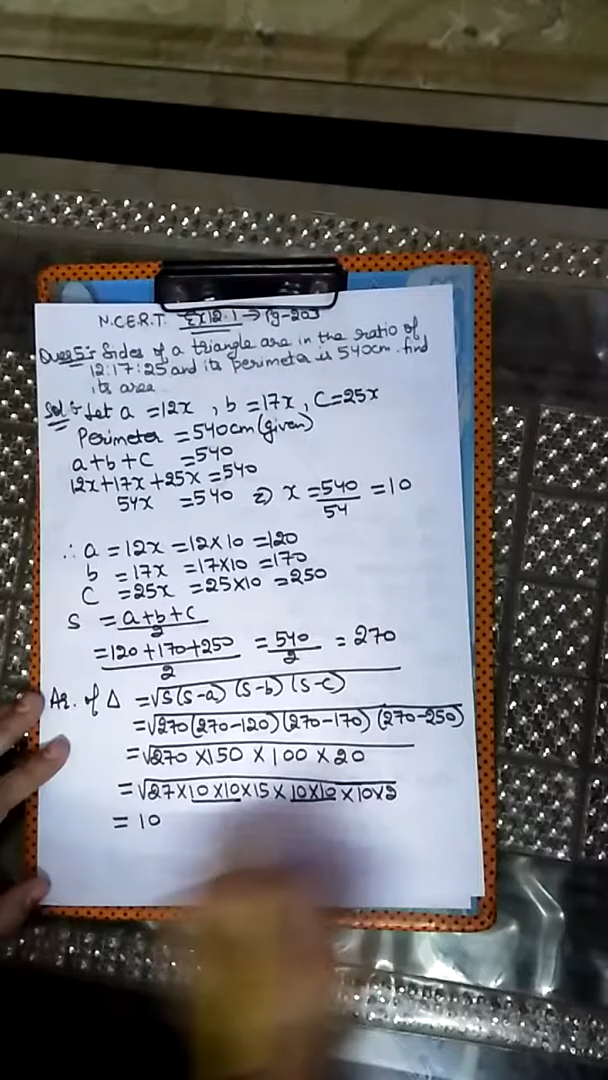 N.C.E.R.T. EX12.1 → Pg-203
Ques5:- Sides of a triangle are in the ratio of
12:17:25 and its perimeter is 540cm. find
its area
Sol:- Let a = 12x , b = 17x , C = 25x
Perimeter = 540cm (given)
a+b+c = 540
12x+17x+25x = 540
54x = 540 ⇒ x = 540/54 = 10
∴ a = 12x = 12×10 = 120
b = 17x = 17×10 = 170
C = 25x = 25×10 = 250
S = a+b+c/2
= 120+170+250/2 = 540/2 = 270
Ar. of Δ = √S(S-a) (S-b) (S-c)
= √270(270-120)(270-170) (270-250)
= √270 ×150 × 100 × 20
= √27×10×10×15× 10×10 ×10×2
= 10